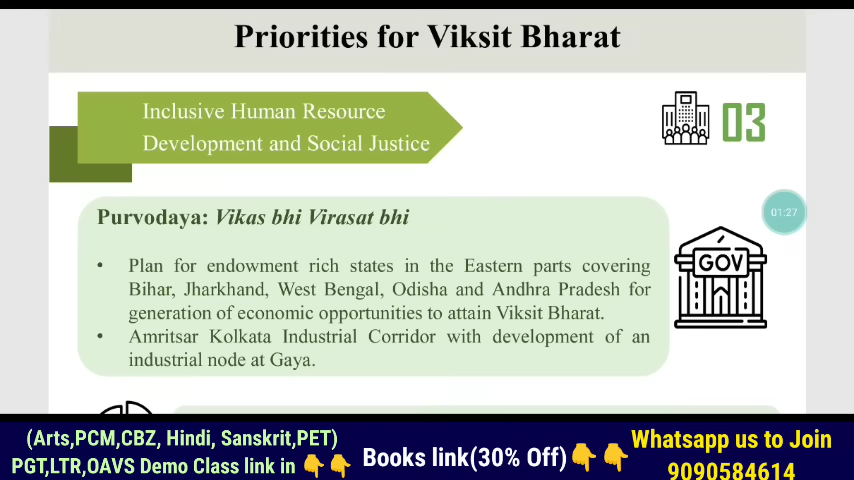 Priorities for Viksit Bharat
Inclusive Human Resource
Development and Social Justice
03
01:27
Purvodaya: Vikas bhi Virasat bhi
GOV
• Plan for endowment rich states in the Eastern parts covering
Bihar, Jharkhand, West Bengal, Odisha and Andhra Pradesh for
generation of economic opportunities to attain Viksit Bharat.
• Amritsar Kolkata Industrial Corridor with development of an
industrial node at Gaya.
(Arts,PCM,CBZ, Hindi, Sanskrit,PET)
PGT,LTR,OAVS Demo Class link in 👇👇
Books link(30% Off)👇👇
Whatsapp us to Join
9090584614